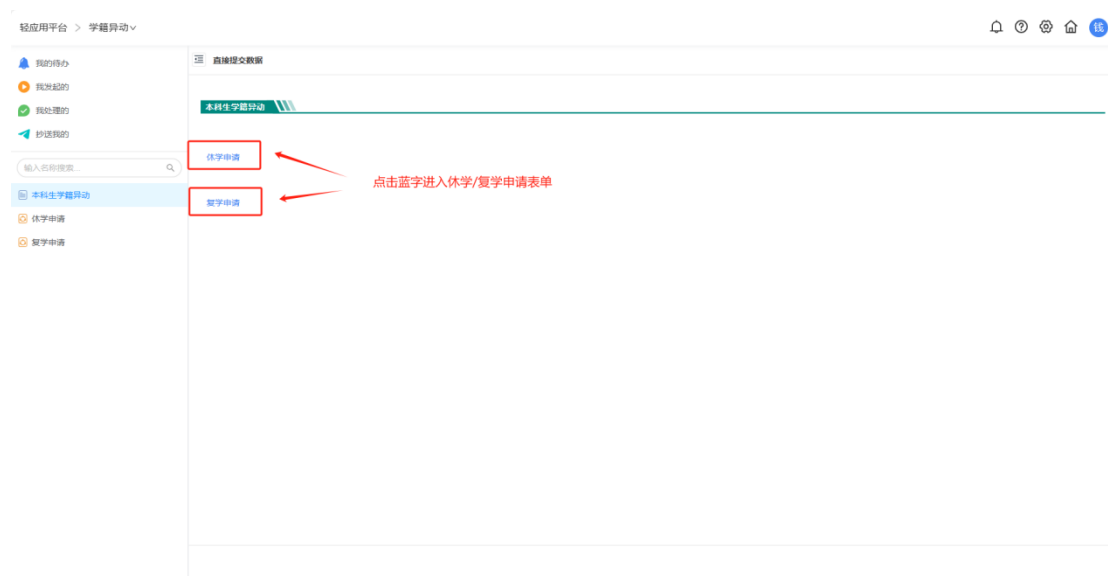 轻应用平台 > 学籍异动
钱
我的待办
我发起的
我处理的
抄送我的
输入名称搜索...
本科生学籍异动
休学申请
复学申请
直接提交数据
本科生学籍异动
休学申请
点击蓝字进入休学/复学申请表单
复学申请